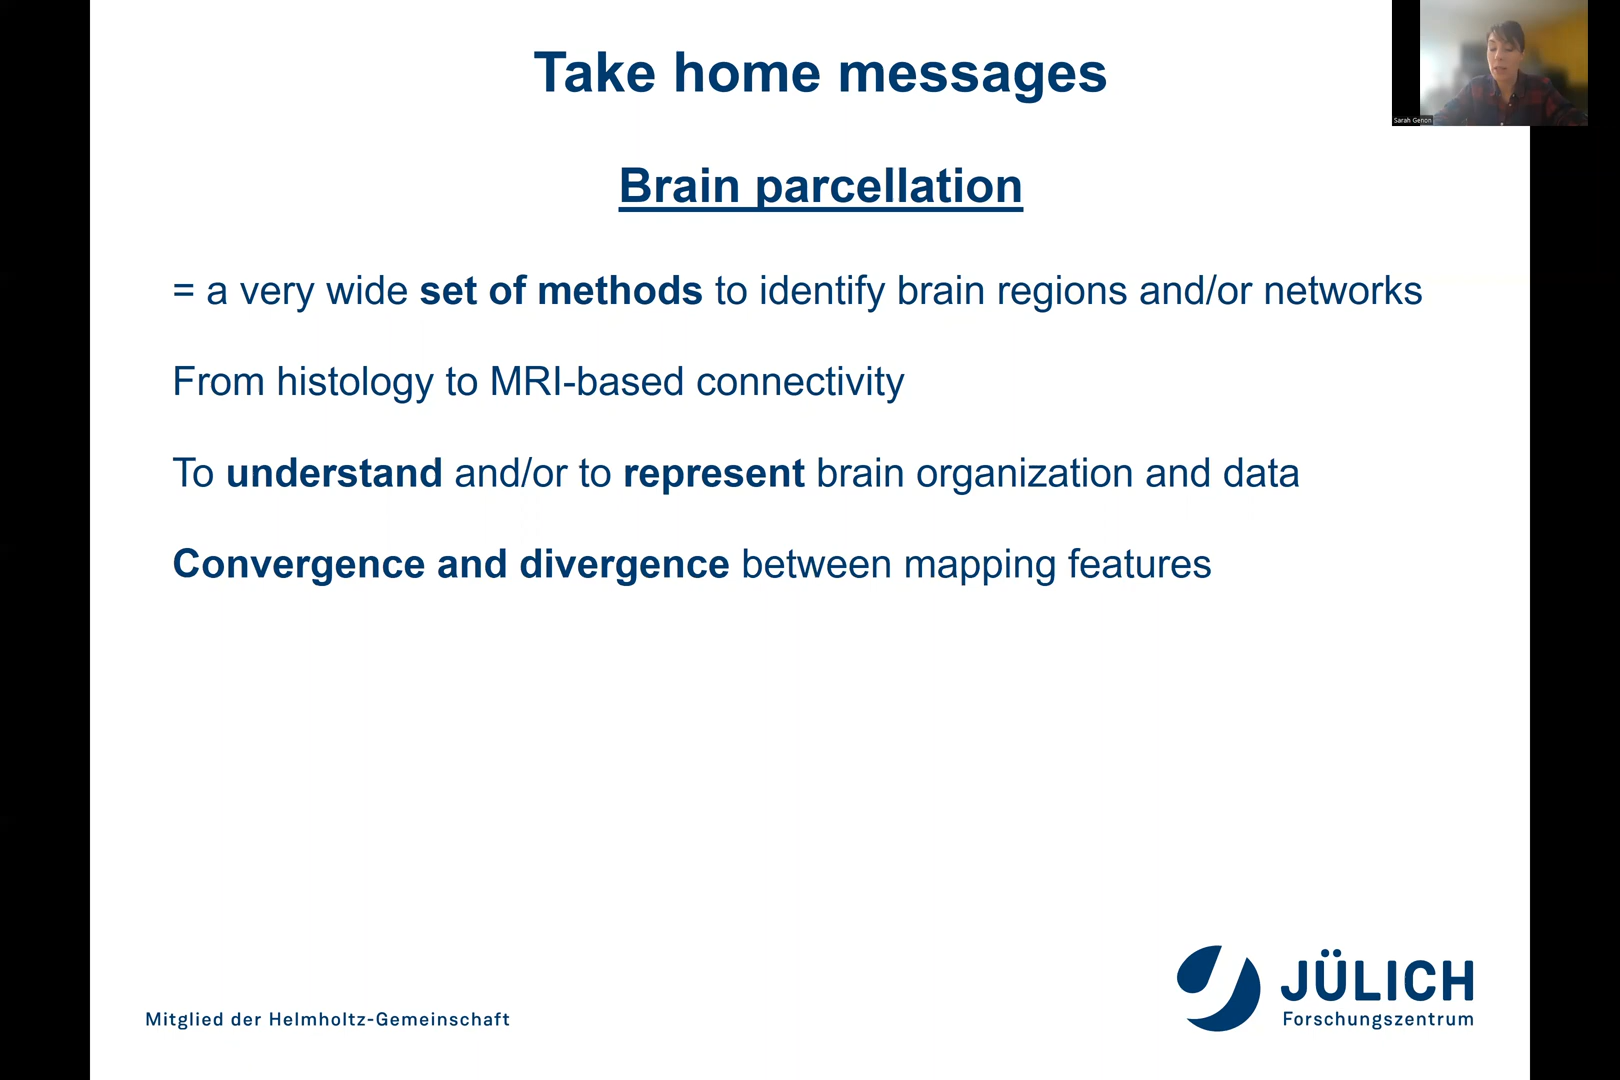 Take home messages
Sarah Genon
Brain parcellation
= a very wide set of methods to identify brain regions and/or networks
From histology to MRI-based connectivity
To understand and/or to represent brain organization and data
Convergence and divergence between mapping features
JÜLICH
Forschungszentrum
Mitglied der Helmholtz-Gemeinschaft